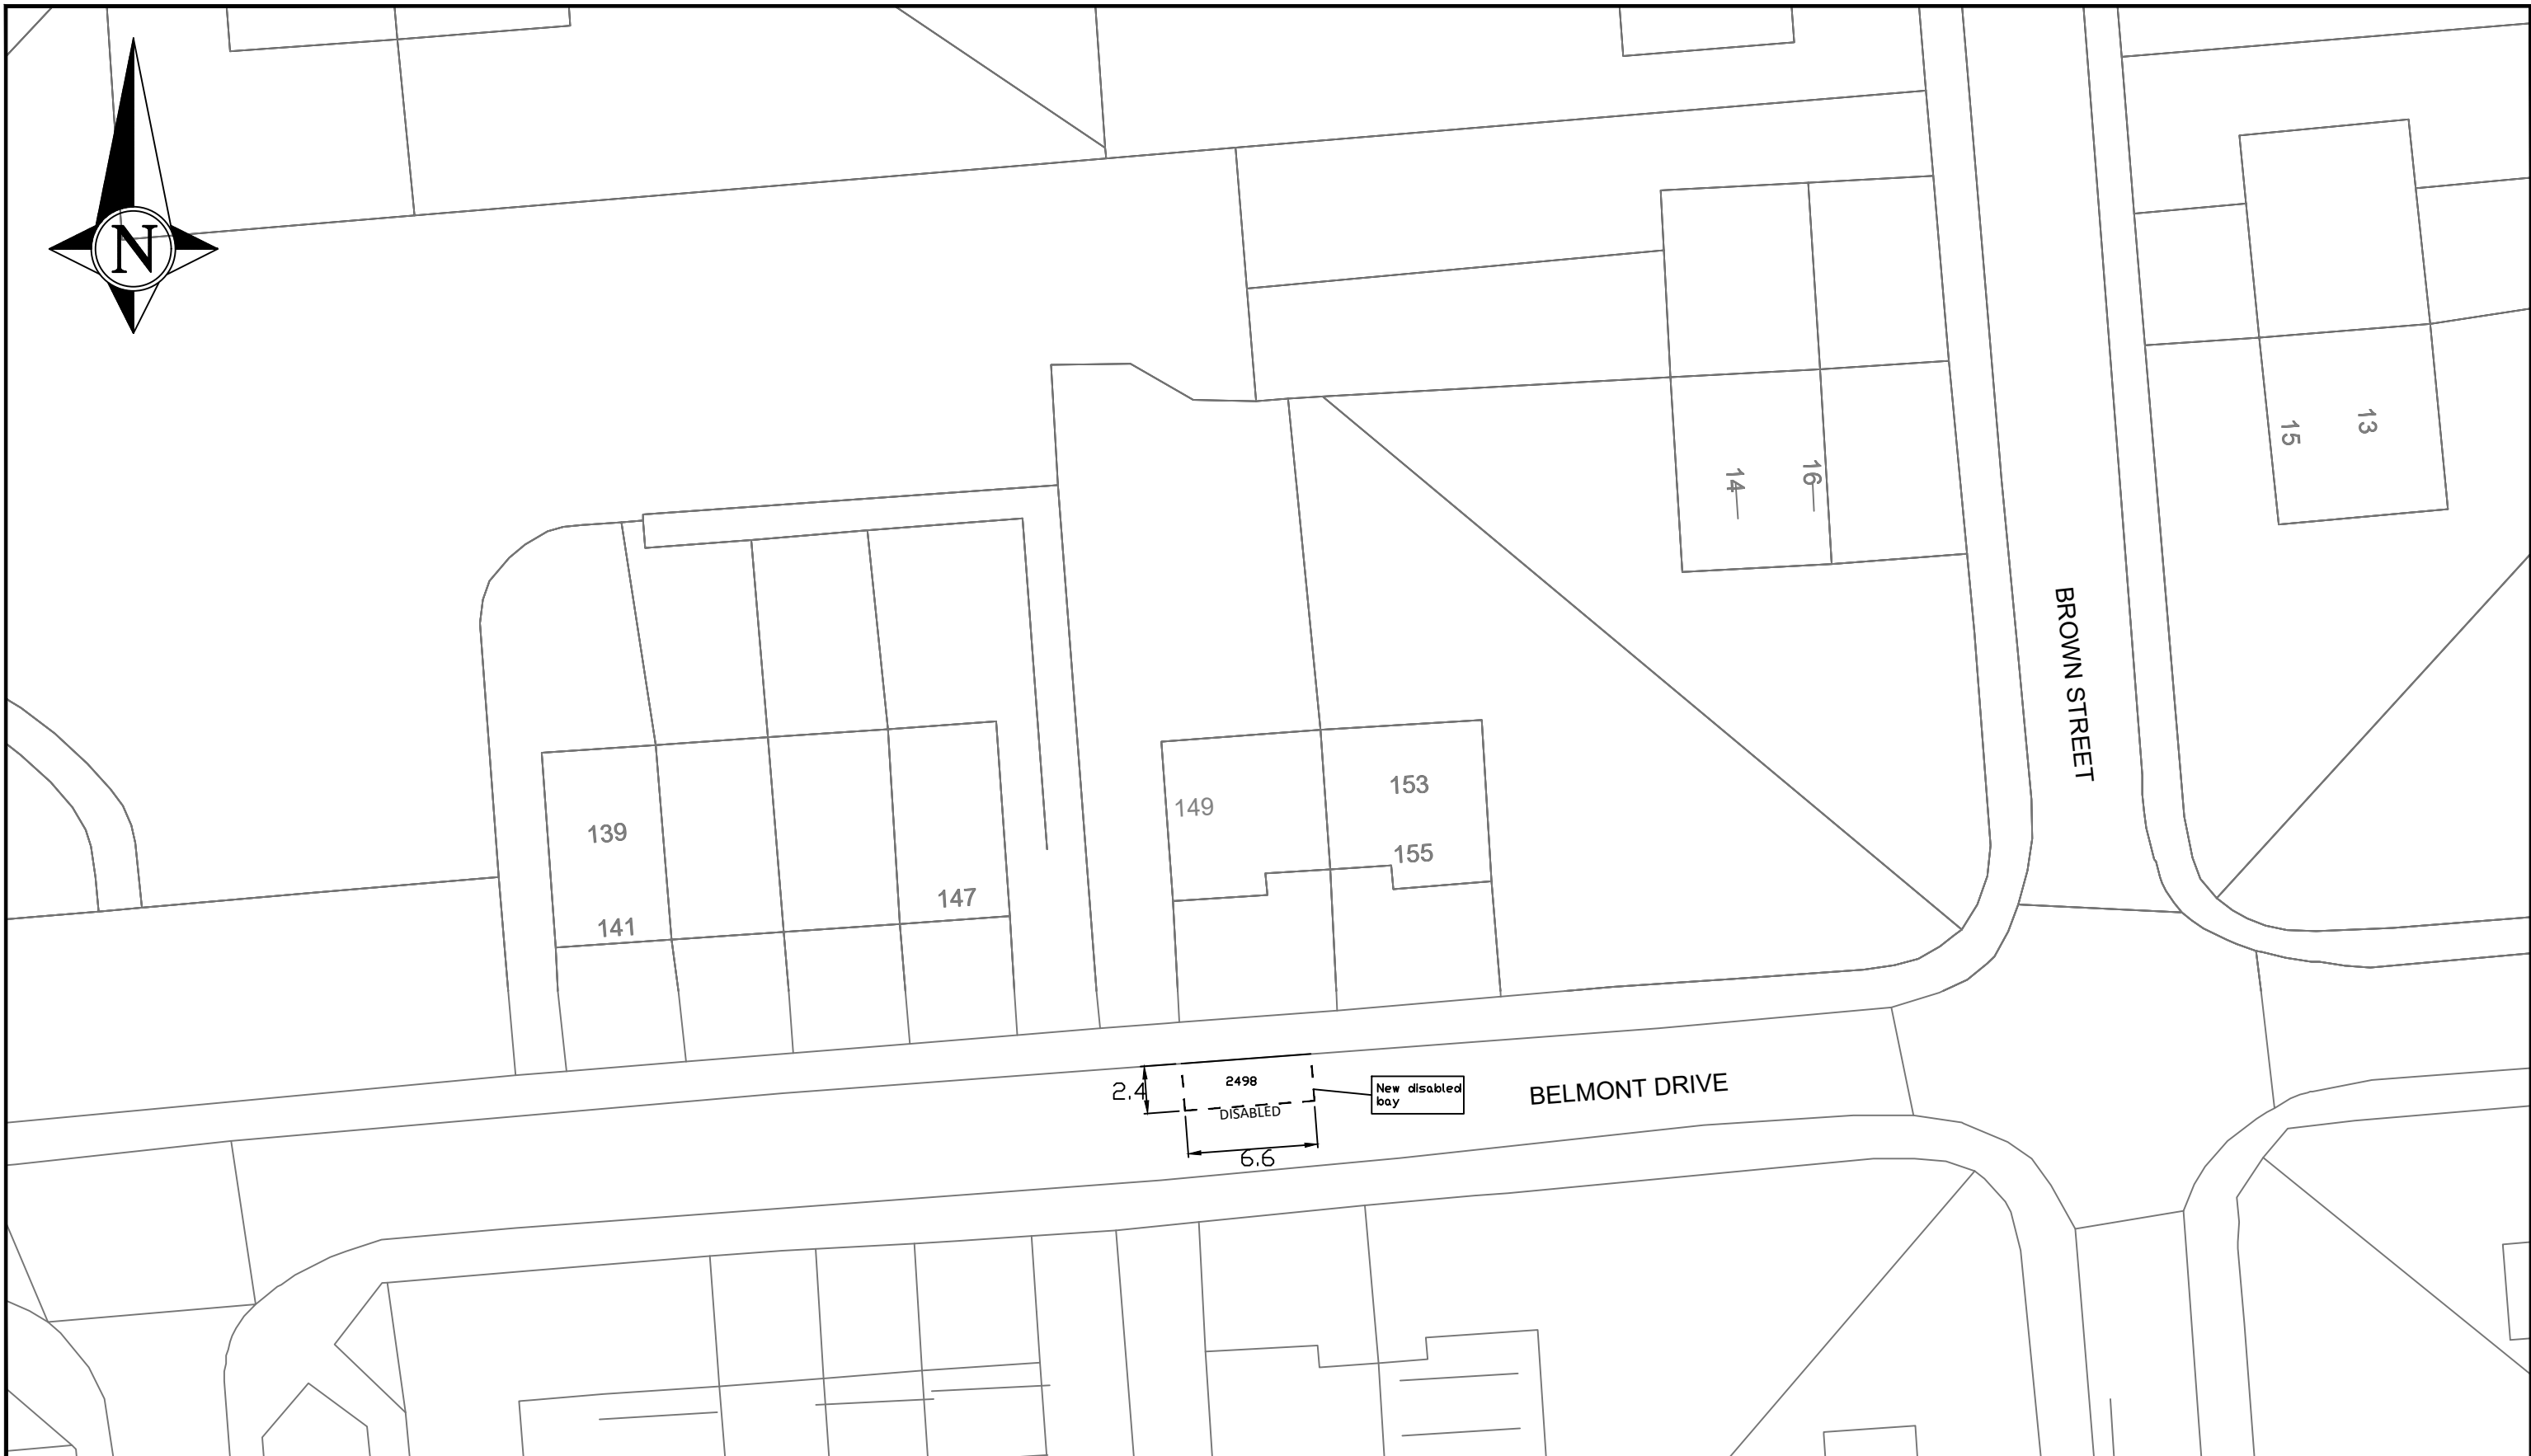 N
15
13
14
16
BROWN STREET
153
149
139
155
147
141
2.4
2498
DISABLED
New disabled
bay
BELMONT DRIVE
6.6